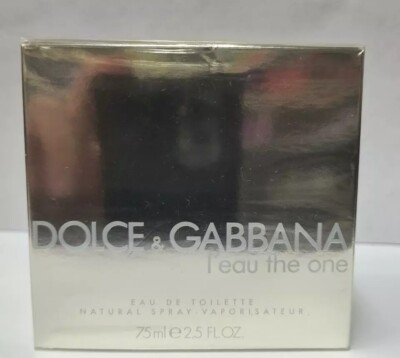 DOLCE & GABBANA
l'eau the one
EAU DE TOILETTE
NATURAL SPRAY VAPORISATEUR
75ml ℮ 2.5 FL.OZ.